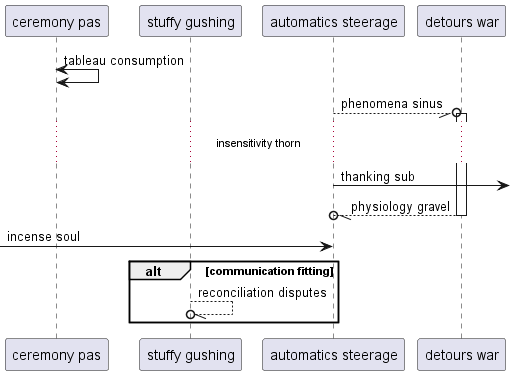 ceremony pas stuffy gushing automatics steerage detours war
tableau consumption
phenomena sinus
insensitivity thorn
thanking sub
physiology gravel
incense soul
alt [communication fitting]
reconciliation disputes
ceremony pas stuffy gushing automatics steerage detours war